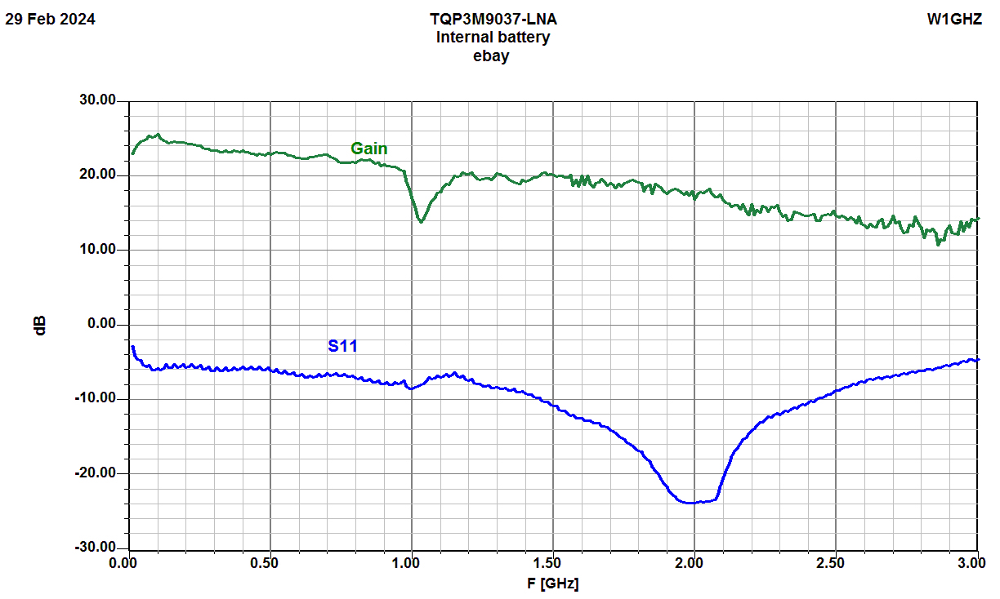 29 Feb 2024 TQP3M9037-LNA W1GHZ
Internal battery
ebay
30.00
Gain
20.00
10.00
0.00
dB
S11
-10.00
-20.00
-30.00
0.00 0.50 1.00 1.50 2.00 2.50 3.00
F [GHz]